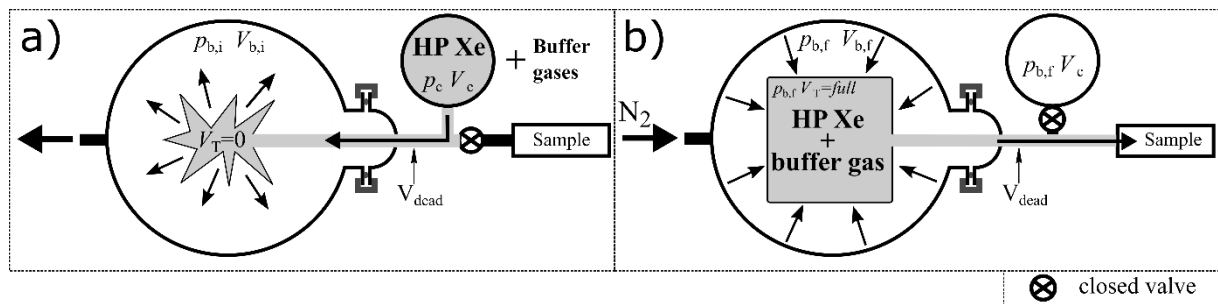 a)
p_b,i V_b,i
HP Xe
p_c V_c
+ Buffer
gases
V_T=0
Sample
V_dead
b)
p_b,f V_b,f
p_b,f V_c
N2
p_b,f V_T=full
HP Xe
+
buffer gas
Sample
V_dead
closed valve